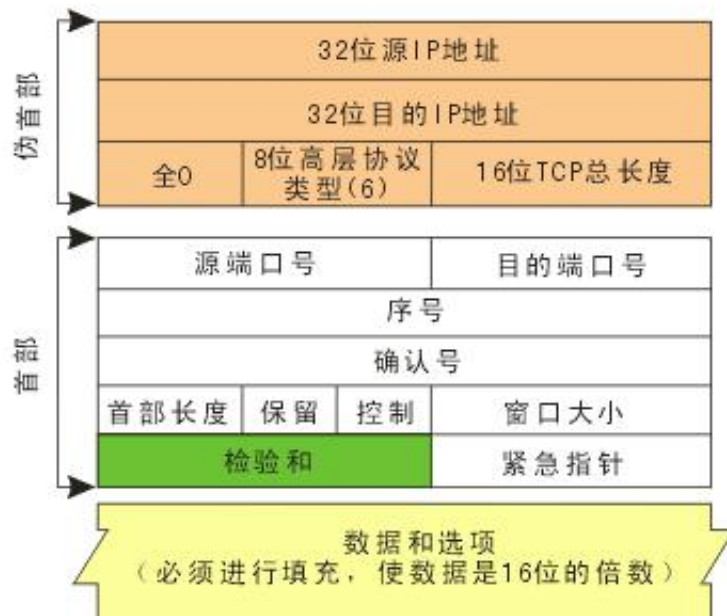 伪首部
32位源IP地址
32位目的IP地址
全0
8位高层协议
类型(6)
16位TCP总长度
首部
源端口号
目的端口号
序号
确认号
首部长度
保留
控制
窗口大小
检验和
紧急指针
数据和选项
(必须进行填充，使数据是16位的倍数)